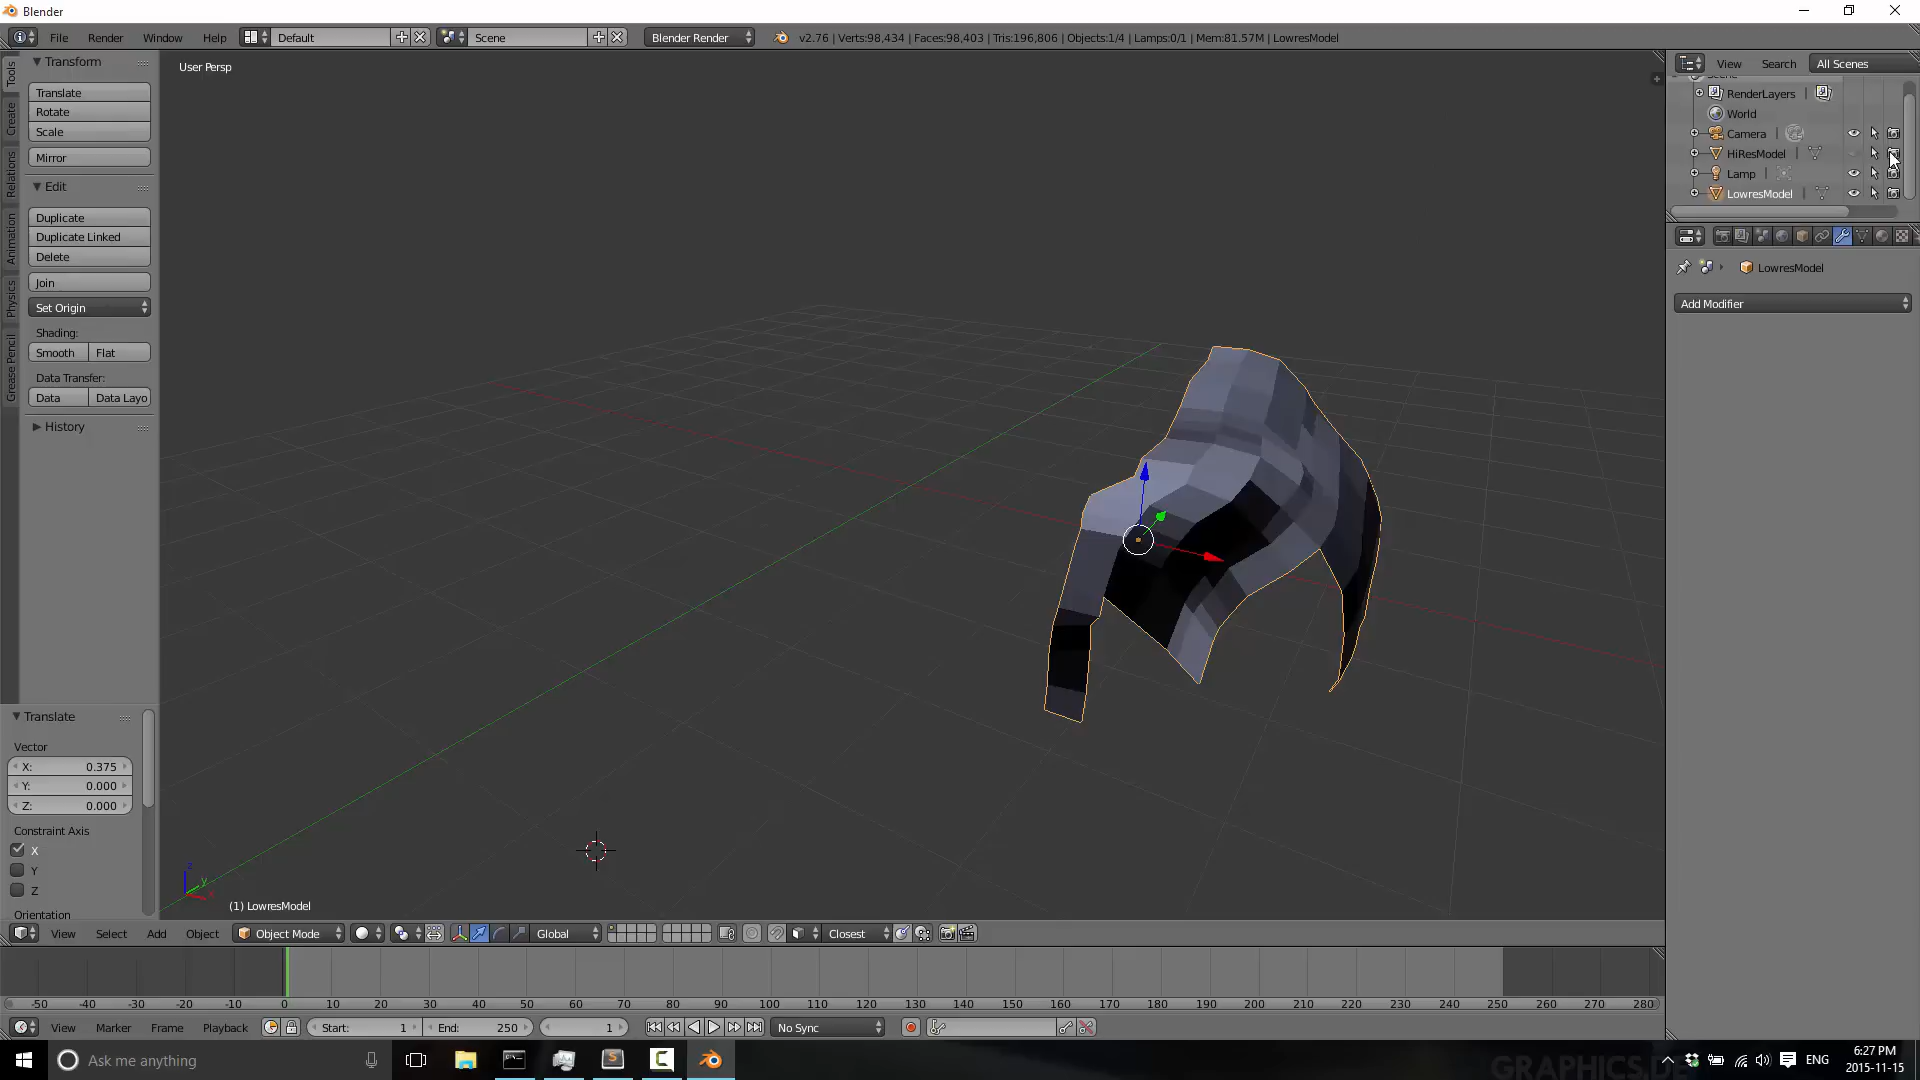 Blender
File Render Window Help Default Scene Blender Render v2.76 | Verts:98,434 | Faces:98,403 | Tris:196,806 | Objects:1/4 | Lamps:0/1 | Mem:81.57M | LowresModel
Transform
User Persp
View Search All Scenes
Translate
Rotate
Scale
Mirror
Edit
Duplicate
Duplicate Linked
Delete
Join
Set Origin
Shading:
Smooth Flat
Data Transfer:
Data Data Layo
History
Tools
Create
Relations
Animation
Physics
Grease Pencil
RenderLayers |
World
Camera |
HiResModel |
Lamp |
LowresModel |
LowresModel
Add Modifier
Translate
Vector
X: 0.375
Y: 0.000
Z: 0.000
Constraint Axis
X
Y
Z
Orientation
z
y
x
(1) LowresModel
View Select Add Object Object Mode Global Closest
-50 -40 -30 -20 -10 0 10 20 30 40 50 60 70 80 90 100 110 120 130 140 150 160 170 180 190 200 210 220 230 240 250 260 270 280
View Marker Frame Playback Start: 1 End: 250 1 No Sync
Ask me anything
ENG
6:27 PM
2015-11-15